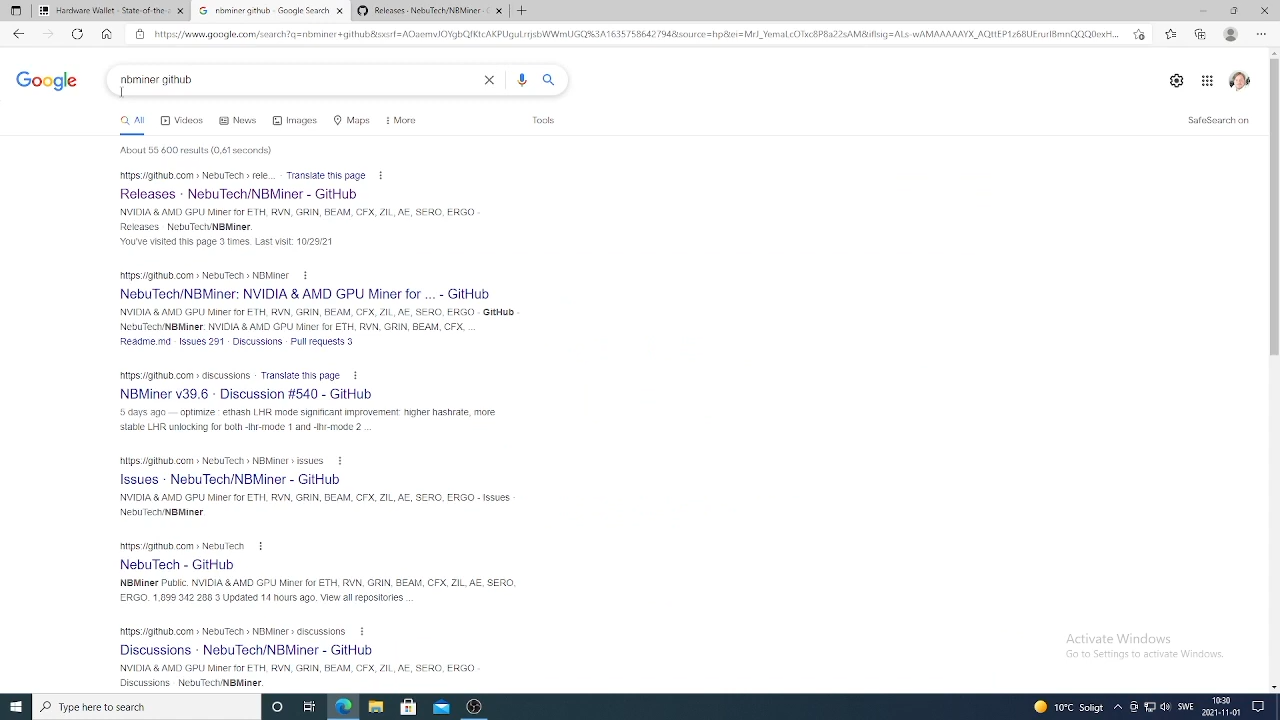 Hardware Wallet - State-of-the-a
nbminer github - Google Search
Releases · NebuTech/NBMiner - G
https://www.google.com/search?q=nbminer+github&
Google
nbminer github
All
Videos
News
Images
Maps
More
Tools
SafeSearch on
About 55 600 results (0,61 seconds)
https://github.com › NebuTech › rele... · Translate this page
Releases · NebuTech/NBMiner - GitHub
NVIDIA & AMD GPU Miner for ETH, RVN, GRIN, BEAM, CFX, ZIL, AE, SERO, ERGO -
Releases · NebuTech/NBMiner.
You've visited this page 3 times. Last visit: 10/29/21
https://github.com › NebuTech › NBMiner
NebuTech/NBMiner: NVIDIA & AMD GPU Miner for ... - GitHub
NVIDIA & AMD GPU Miner for ETH, RVN, GRIN, BEAM, CFX, ZIL, AE, SERO, ERGO - GitHub -
NebuTech/NBMiner: NVIDIA & AMD GPU Miner for ETH, RVN, GRIN, BEAM, CFX, ...
Readme.md · Issues 291 · Discussions · Pull requests 3
https://github.com › discussions · Translate this page
NBMiner v39.6 · Discussion #540 - GitHub
5 days ago — optimize : ethash LHR mode significant improvement: higher hashrate, more
stable LHR unlocking for both -lhr-mode 1 and -lhr-mode 2 ...
https://github.com › NebuTech › NBMiner › issues
Issues · NebuTech/NBMiner - GitHub
NVIDIA & AMD GPU Miner for ETH, RVN, GRIN, BEAM, CFX, ZIL, AE, SERO, ERGO - Issues ·
NebuTech/NBMiner.
https://github.com › NebuTech
NebuTech - GitHub
NBMiner Public. NVIDIA & AMD GPU Miner for ETH, RVN, GRIN, BEAM, CFX, ZIL, AE, SERO,
ERGO. 1,899 342 288 3 Updated 14 hours ago. View all repositories ...
https://github.com › NebuTech › NBMiner › discussions
Discussions · NebuTech/NBMiner - GitHub
NVIDIA & AMD GPU Miner for ETH, RVN, GRIN, BEAM, CFX, ZIL, AE, SERO, ERGO -
Discussions · NebuTech/NBMiner.
Activate Windows
Go to Settings to activate Windows.
Type here to search
10°C Soligt
SWE
10:30
2021-11-01